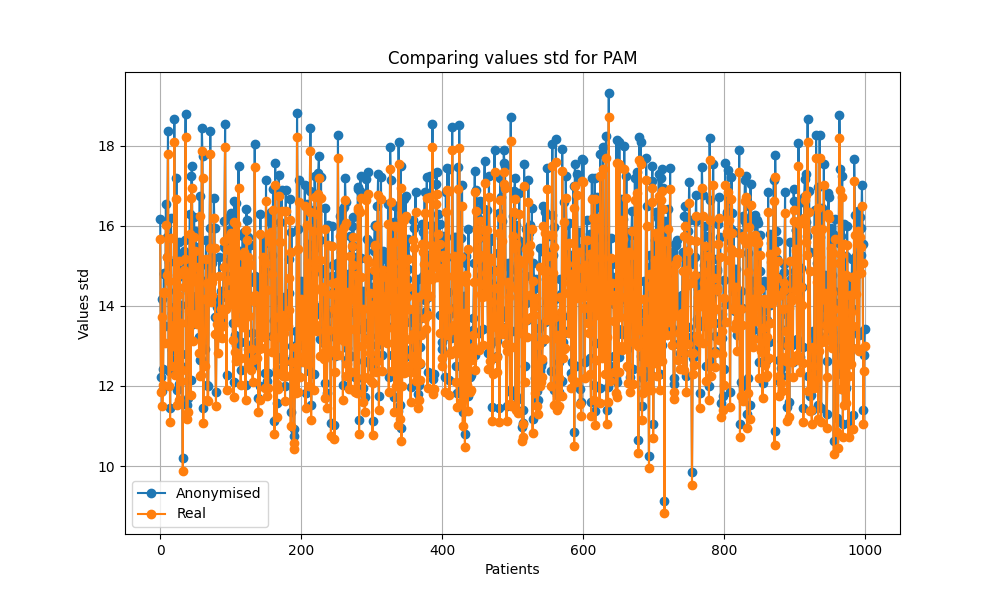 Comparing values std for PAM
Values std
18
16
14
12
10
Anonymised
Real
0 200 400 600 800 1000
Patients